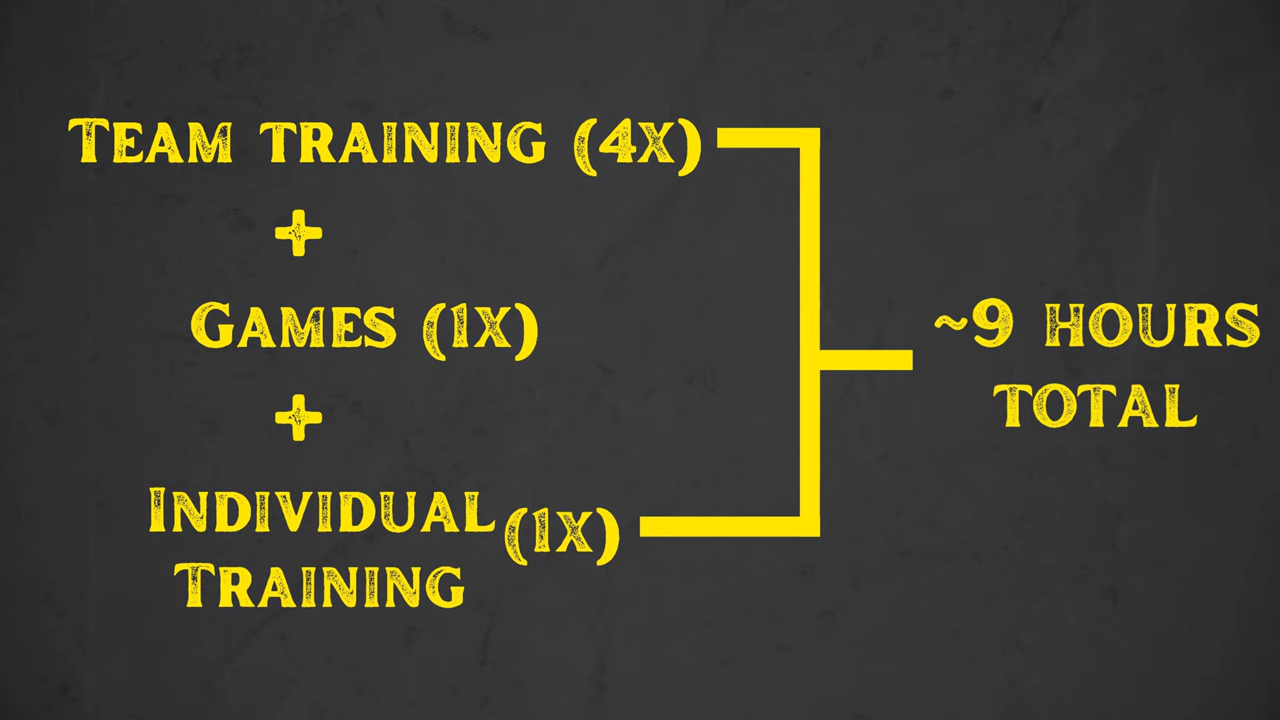 Team training (4x)
+
Games (1x)
+
Individual (1x)
Training
~9 hours
total